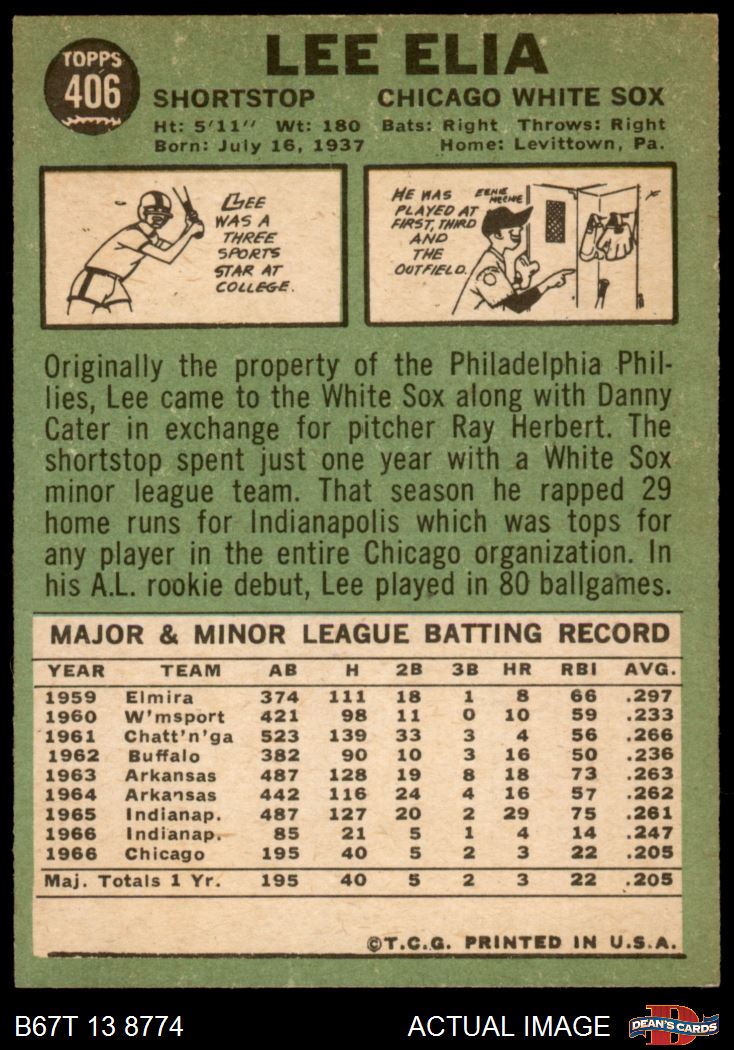 TOPPS
406
LEE ELIA
SHORTSTOP CHICAGO WHITE SOX
Ht: 5'11" Wt: 180 Bats: Right Throws: Right
Born: July 16, 1937 Home: Levittown, Pa.
LEE
WAS A
THREE
SPORTS
STAR AT
COLLEGE.
HE WAS
PLAYED AT
FIRST, THIRD
AND
THE
OUTFIELD.
EENIE
MEENIE
Originally the property of the Philadelphia Phil-
lies, Lee came to the White Sox along with Danny
Cater in exchange for pitcher Ray Herbert. The
shortstop spent just one year with a White Sox
minor league team. That season he rapped 29
home runs for Indianapolis which was tops for
any player in the entire Chicago organization. In
his A.L. rookie debut, Lee played in 80 ballgames.
MAJOR & MINOR LEAGUE BATTING RECORD
YEAR TEAM AB H 2B 3B HR RBI AVG.
1959 Elmira 374 111 18 1 8 66 .297
1960 W'msport 421 98 11 0 10 59 .233
1961 Chatt'n'ga 523 139 33 3 4 56 .266
1962 Buffalo 382 90 10 3 16 50 .236
1963 Arkansas 487 128 19 8 18 73 .263
1964 Arkansas 442 116 24 4 16 57 .262
1965 Indianap. 487 127 20 2 29 75 .261
1966 Indianap. 85 21 5 1 4 14 .247
1966 Chicago 195 40 5 2 3 22 .205
Maj. Totals 1 Yr. 195 40 5 2 3 22 .205
©T.C.G. PRINTED IN U.S.A.
B67T 13 8774 ACTUAL IMAGE
D
DEAN'S CARDS